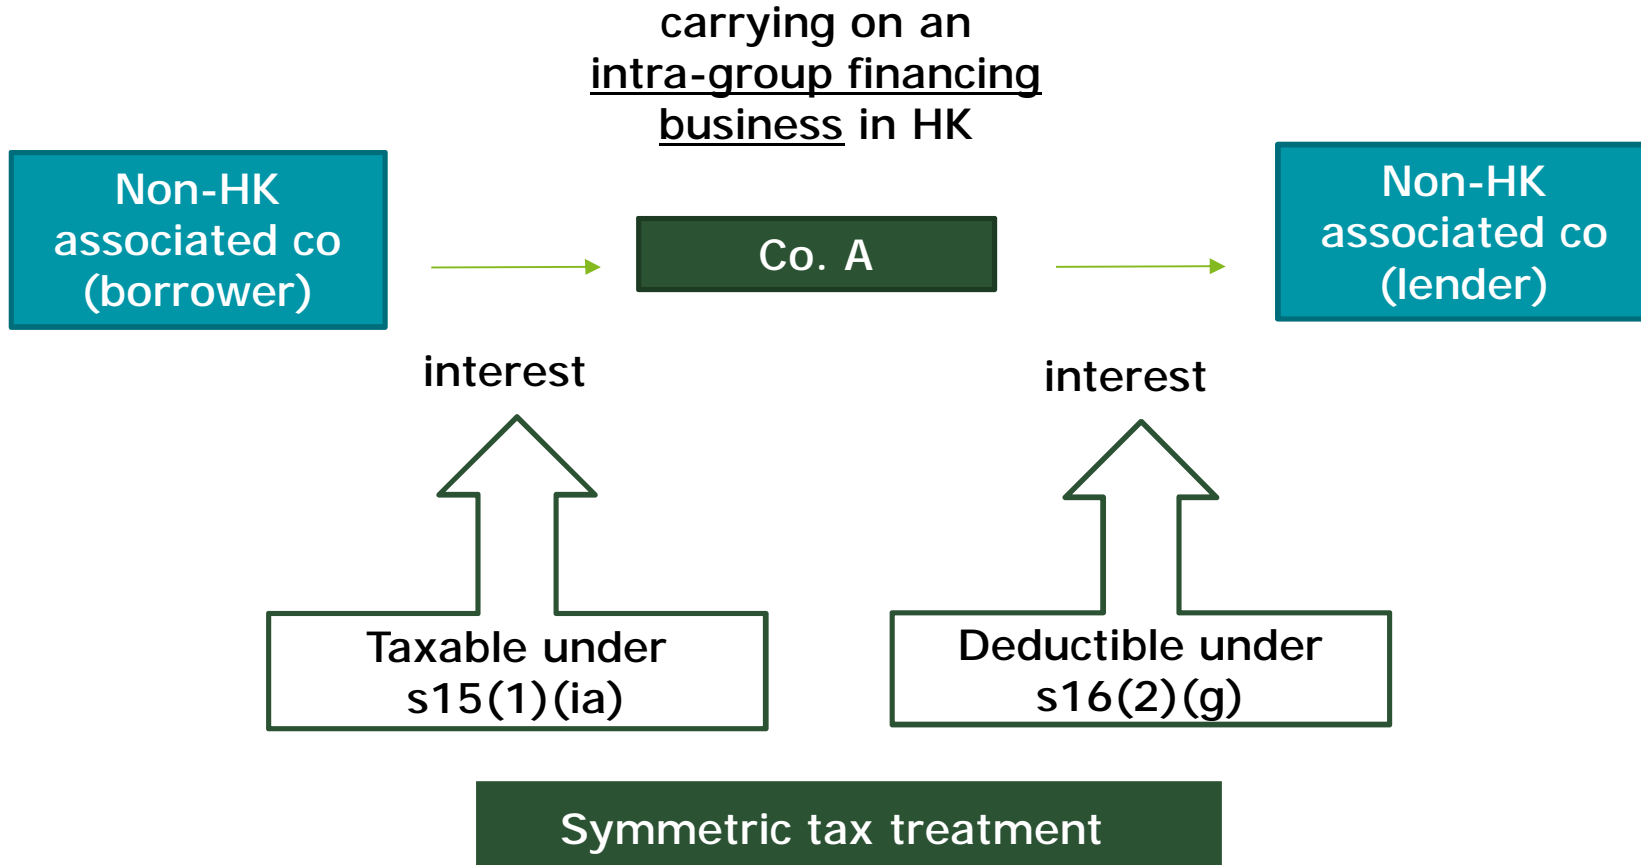 carrying on an
intra-group financing
business in HK
Non-HK
associated co
(borrower)
Co. A
Non-HK
associated co
(lender)
interest
interest
Taxable under
s15(1)(ia)
Deductible under
s16(2)(g)
Symmetric tax treatment